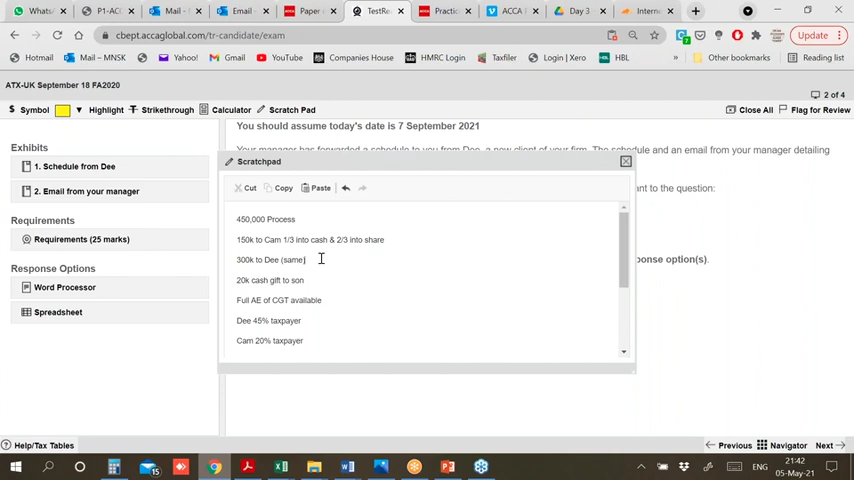 WhatsA
P1-ACC
Mail -
Email -
Paper
TestRe
Practic
ACCA P
Day 3
Interne
cbept.accaglobal.com/tr-candidate/exam
Update
Hotmail
Mail – MNSK
Yahoo!
Gmail
YouTube
Companies House
HMRC Login
Taxfiler
Login | Xero
HBL
»
Other bookmarks
Reading list
ATX-UK September 18 FA2020
2 of 4
$ Symbol
Highlight
Strikethrough
Calculator
Scratch Pad
Close All
Flag for Review
Exhibits
1. Schedule from Dee
2. Email from your manager
Requirements
Requirements (25 marks)
Response Options
Word Processor
Spreadsheet
You should assume today's date is 7 September 2021
Your manager has forwarded a schedule to you from Dee, a new client of your firm. The schedule and an email from your manager detailing
ant to the question:
onse option(s).
Scratchpad
Cut
Copy
Paste
450,000 Process
150k to Cam 1/3 into cash & 2/3 into share
300k to Dee (same)
20k cash gift to son
Full AE of CGT available
Dee 45% taxpayer
Cam 20% taxpayer
Help/Tax Tables
Previous
Navigator
Next
15
ENG
21:42
05-May-21